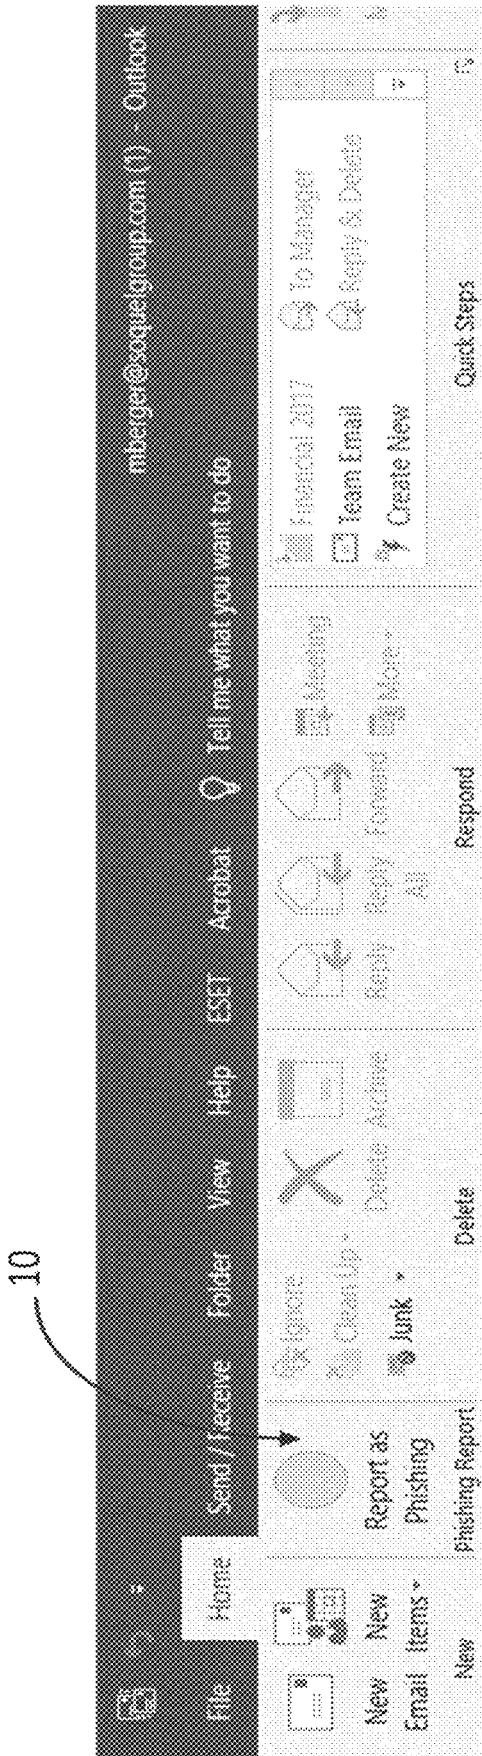 10
mberger@soquelgroup.com (1) - Outlook
File Home Send / Receive Folder View Help ESET Acrobat Tell me what you want to do
New Email
New Items
New
Report as Phishing
Phishing Report
Ignore
Clean Up
Junk
Delete
Archive
Delete
Reply
Reply All
Forward
Meeting
More
Respond
Financial 2017
Team Email
Create New
To Manager
Reply & Delete
Quick Steps